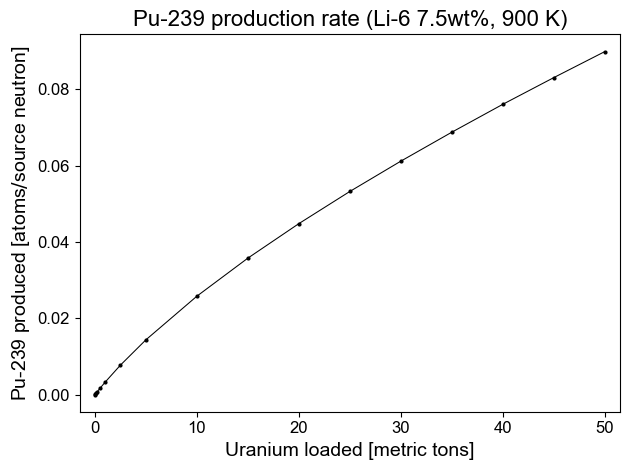 Pu-239 production rate (Li-6 7.5wt%, 900 K)
Pu-239 produced [atoms/source neutron]
0.08
0.06
0.04
0.02
0.00
0 10 20 30 40 50
Uranium loaded [metric tons]